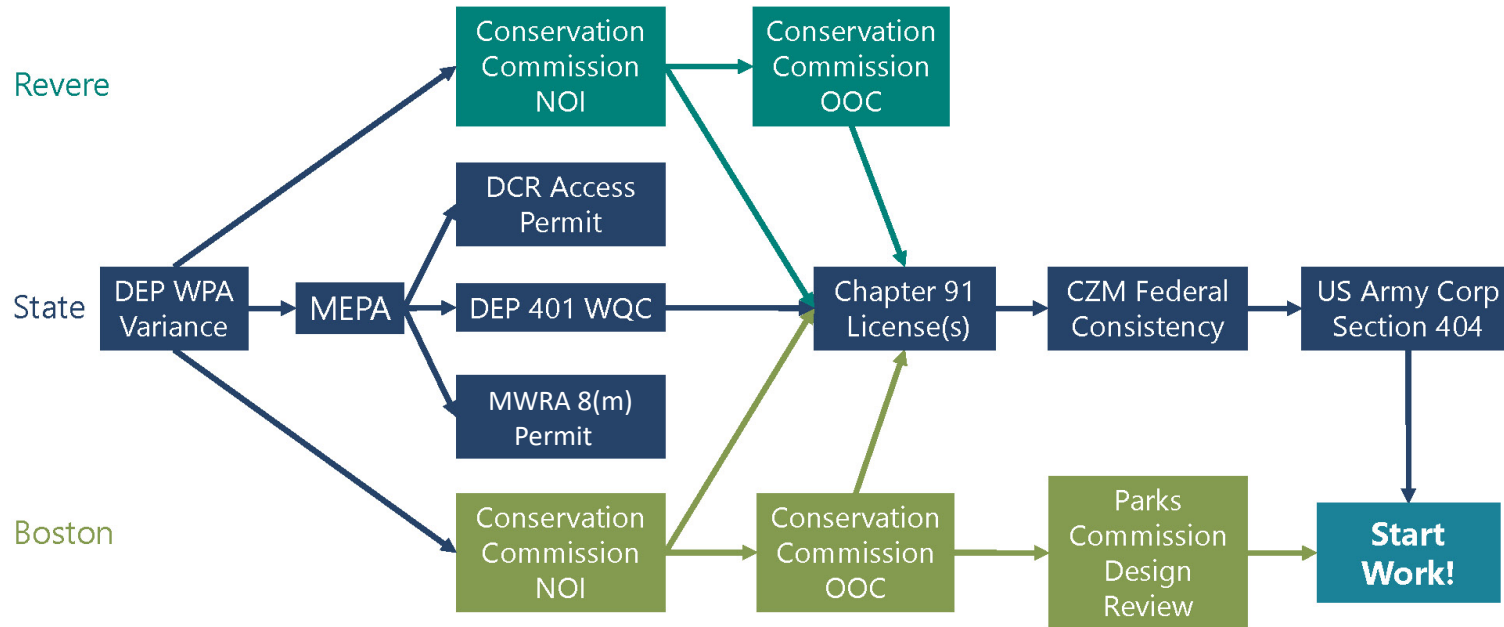 Revere
Conservation
Commission
NOI
Conservation
Commission
OOC
DCR Access
Permit
State
DEP WPA
Variance
MEPA
DEP 401 WQC
Chapter 91
License(s)
CZM Federal
Consistency
US Army Corp
Section 404
MWRA 8(m)
Permit
Boston
Conservation
Commission
NOI
Conservation
Commission
OOC
Parks
Commission
Design
Review
Start
Work!